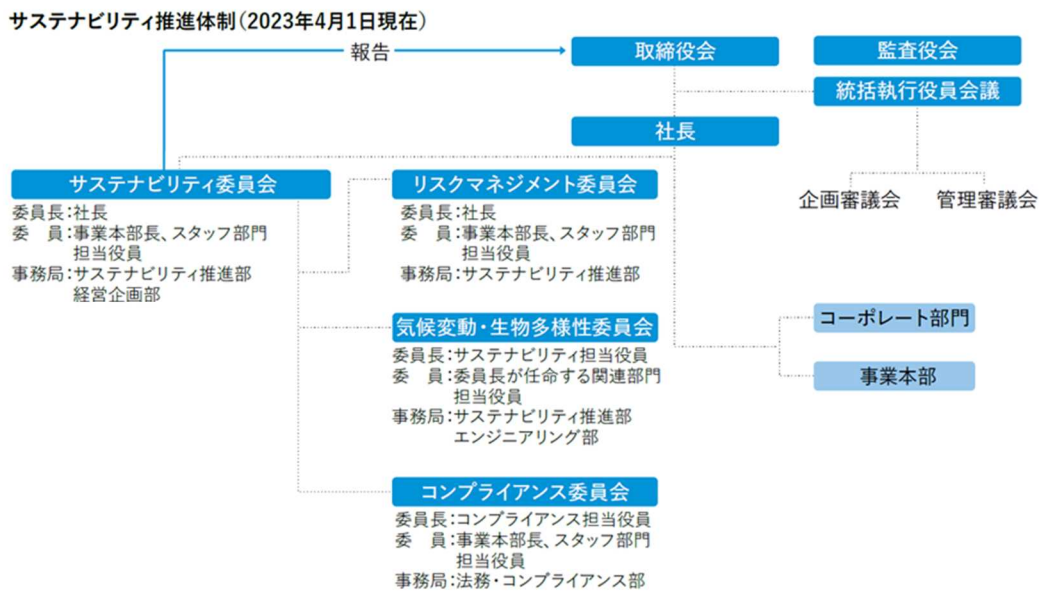 サステナビリティ推進体制(2023年4月1日現在)
報告
取締役会
監査役会
統括執行役員会議
社長
企画審議会
管理審議会
サステナビリティ委員会
委員長:社長
委 員:事業本部長、スタッフ部門
担当役員
事務局:サステナビリティ推進部
経営企画部
リスクマネジメント委員会
委員長:社長
委 員:事業本部長、スタッフ部門
担当役員
事務局:サステナビリティ推進部
気候変動・生物多様性委員会
委員長:サステナビリティ担当役員
委 員:委員長が任命する関連部門
担当役員
事務局:サステナビリティ推進部
エンジニアリング部
コーポレート部門
事業本部
コンプライアンス委員会
委員長:コンプライアンス担当役員
委 員:事業本部長、スタッフ部門
担当役員
事務局:法務・コンプライアンス部